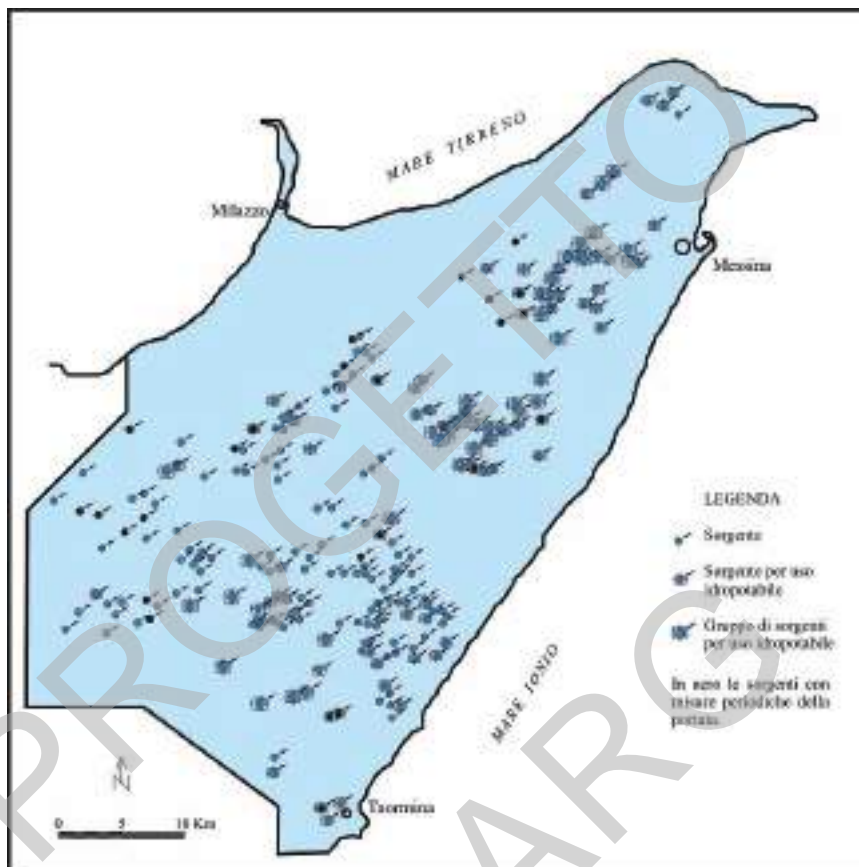 MARE TIRRENO
Milazzo
Messina
LEGENDA
Sorgente
Sorgente per uso
idropotabile
Gruppo di sorgenti
per uso idropotabile
In nero le sorgenti con
misure periodiche della
portata.
MARE IONIO
N
Taormina
0 5 10 Km
PROGETTO
CARG